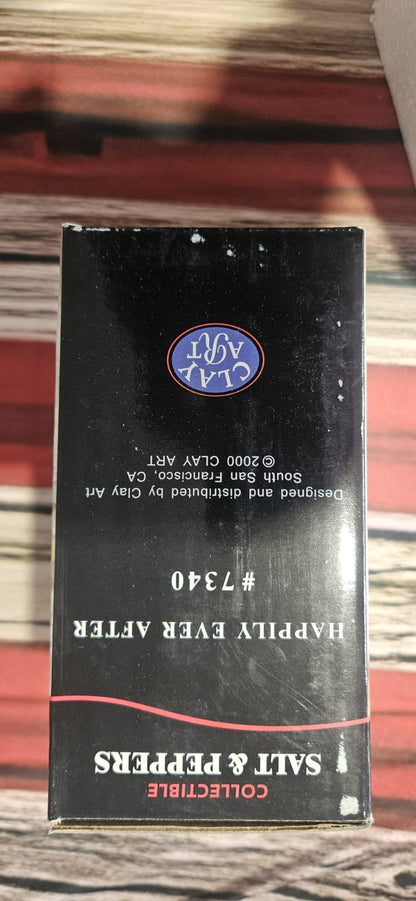 COLLECTIBLE
SALT & PEPPERS
HAPPILY EVER AFTER
#7340
Designed and distributed by Clay Art
South San Francisco, CA
©2000 CLAY ART
CLAY
ART